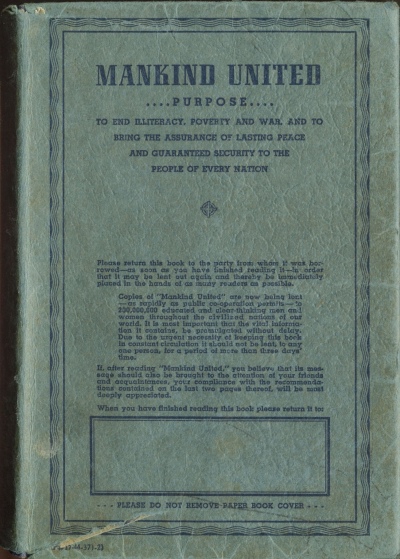 MANKIND UNITED
....PURPOSE....
TO END ILLITERACY, POVERTY AND WAR, AND TO
BRING THE ASSURANCE OF LASTING PEACE
AND GUARANTEED SECURITY TO THE
PEOPLE OF EVERY NATION
Please return this book to the party from whom it was bor-
rowed—as soon as you have finished reading it—in order
that it may be lent out again and thereby be immediately
placed in the hands of as many readers as possible.
Copies of "Mankind United" are now being lent
—as rapidly as public co-operation permits—to
200,000,000 educated and clear-thinking men and
women throughout the civilized nations of our
world. It is most important that the vital informa-
tion it contains, be promulgated without delay.
Due to the urgent necessity of keeping this book
in constant circulation it should not be lent, to any
one person, for a period of more than three days'
time.
If, after reading "Mankind United," you believe that its mes-
sage should also be brought to the attention of your friends
and acquaintances, your compliance with the recommenda-
tions contained on the last two pages thereof, will be most
deeply appreciated.
When you have finished reading this book please return it to:
--- PLEASE DO NOT REMOVE PAPER BOOK COVER ---